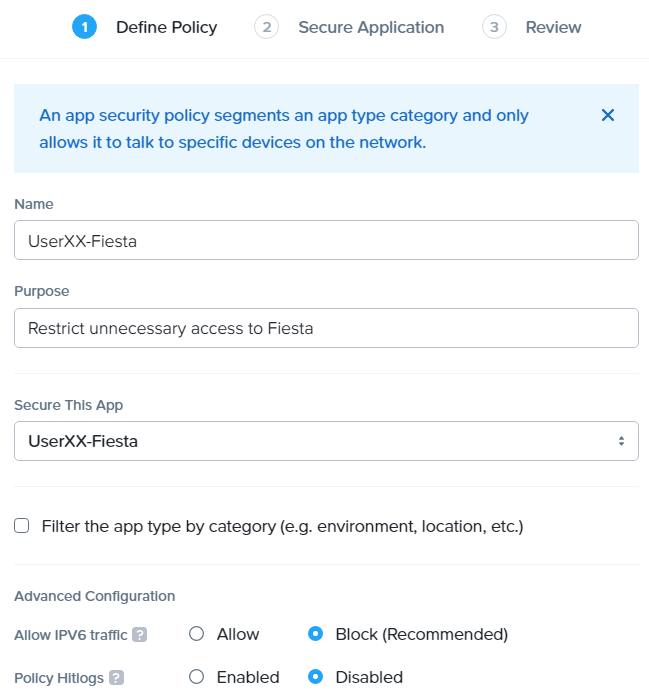 1 Define Policy 2 Secure Application 3 Review
An app security policy segments an app type category and only
allows it to talk to specific devices on the network.
Name
UserXX-Fiesta
Purpose
Restrict unnecessary access to Fiesta
Secure This App
UserXX-Fiesta
Filter the app type by category (e.g. environment, location, etc.)
Advanced Configuration
Allow IPV6 traffic ? Allow Block (Recommended)
Policy Hitlogs ? Enabled Disabled